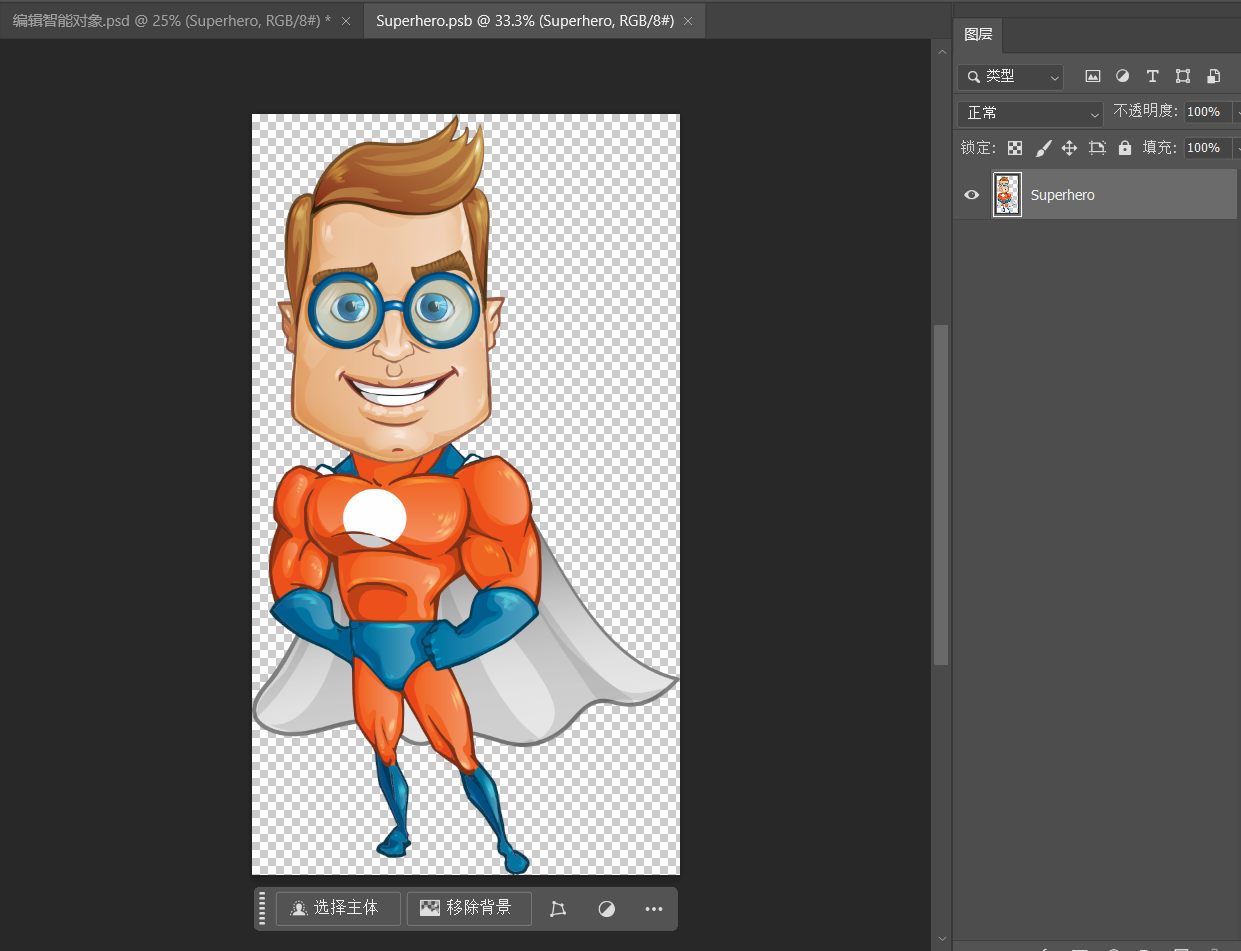 编辑智能对象.psd @ 25% (Superhero, RGB/8#) *
Superhero.psb @ 33.3% (Superhero, RGB/8#)
图层
类型
正常
不透明度: 100%
锁定:
填充: 100%
Superhero
选择主体
移除背景